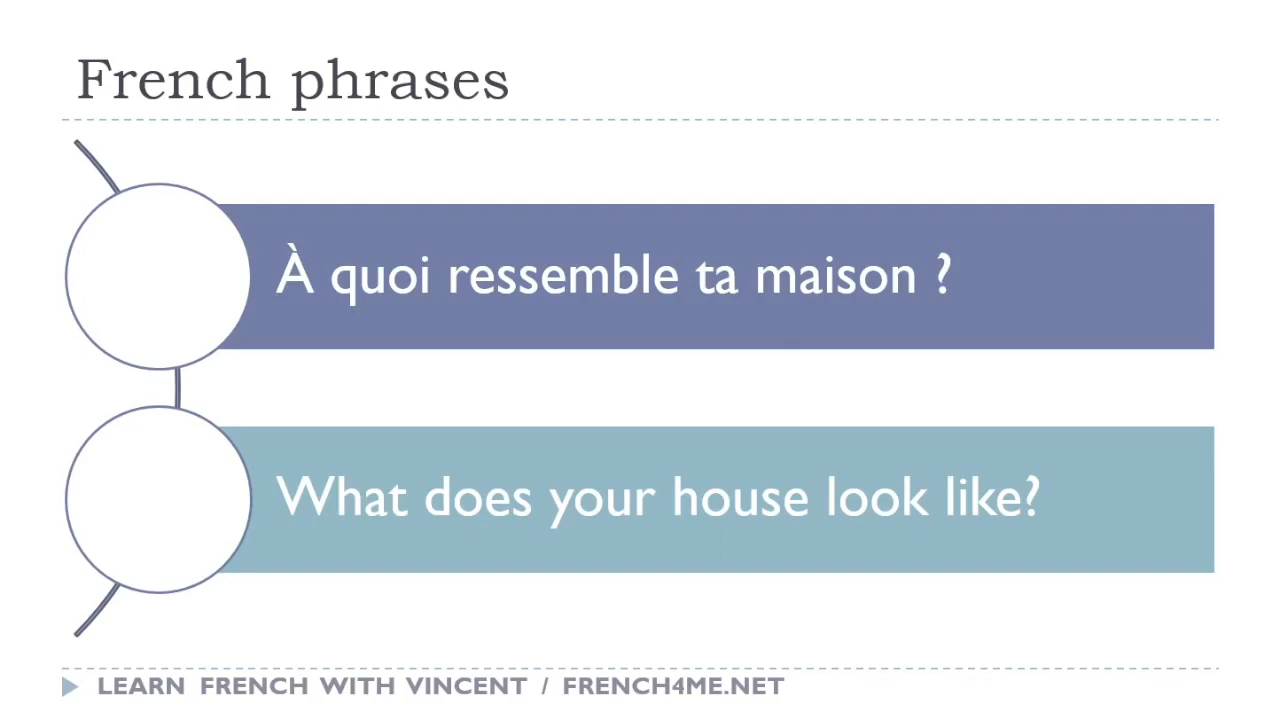 French phrases
À quoi ressemble ta maison ?
What does your house look like?
LEARN FRENCH WITH VINCENT / FRENCH4ME.NET